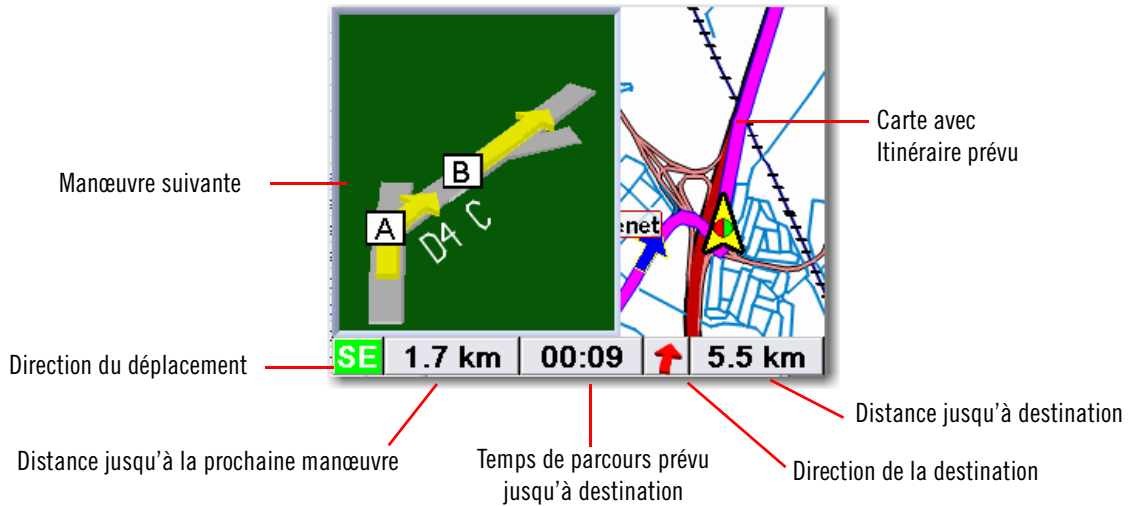 Carte avec
Itinéraire prévu
Manœuvre suivante
B
A
D4 C
enet
Direction du déplacement
SE 1.7 km 00:09 5.5 km
Distance jusqu'à destination
Distance jusqu'à la prochaine manœuvre
Temps de parcours prévu
jusqu'à destination
Direction de la destination